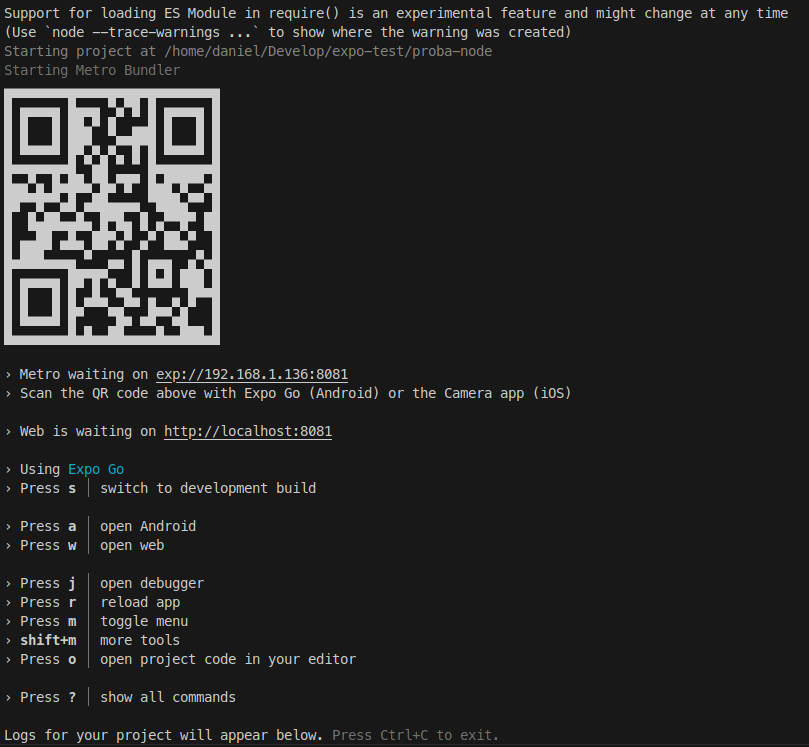 Support for loading ES Module in require() is an experimental feature and might change at any time
(Use `node --trace-warnings ...` to show where the warning was created)
Starting project at /home/daniel/Develop/expo-test/proba-node
Starting Metro Bundler
› Metro waiting on exp://192.168.1.136:8081
› Scan the QR code above with Expo Go (Android) or the Camera app (iOS)
› Web is waiting on http://localhost:8081
› Using Expo Go
› Press s │ switch to development build
› Press a │ open Android
› Press w │ open web
› Press j │ open debugger
› Press r │ reload app
› Press m │ toggle menu
› shift+m │ more tools
› Press o │ open project code in your editor
› Press ? │ show all commands
Logs for your project will appear below. Press Ctrl+C to exit.